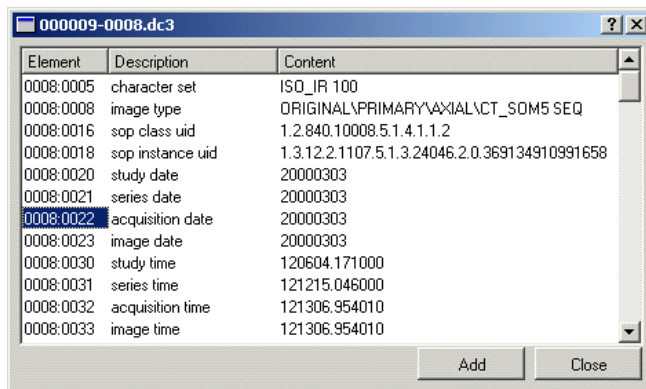 000009-0008.dc3
Element Description Content
0008:0005 character set ISO_IR 100
0008:0008 image type ORIGINAL\PRIMARY\AXIAL\CT_SOM5 SEQ
0008:0016 sop class uid 1.2.840.10008.5.1.4.1.1.2
0008:0018 sop instance uid 1.3.12.2.1107.5.1.3.24046.2.0.369134910991658
0008:0020 study date 20000303
0008:0021 series date 20000303
0008:0022 acquisition date 20000303
0008:0023 image date 20000303
0008:0030 study time 120604.171000
0008:0031 series time 121215.046000
0008:0032 acquisition time 121306.954010
0008:0033 image time 121306.954010
Add Close